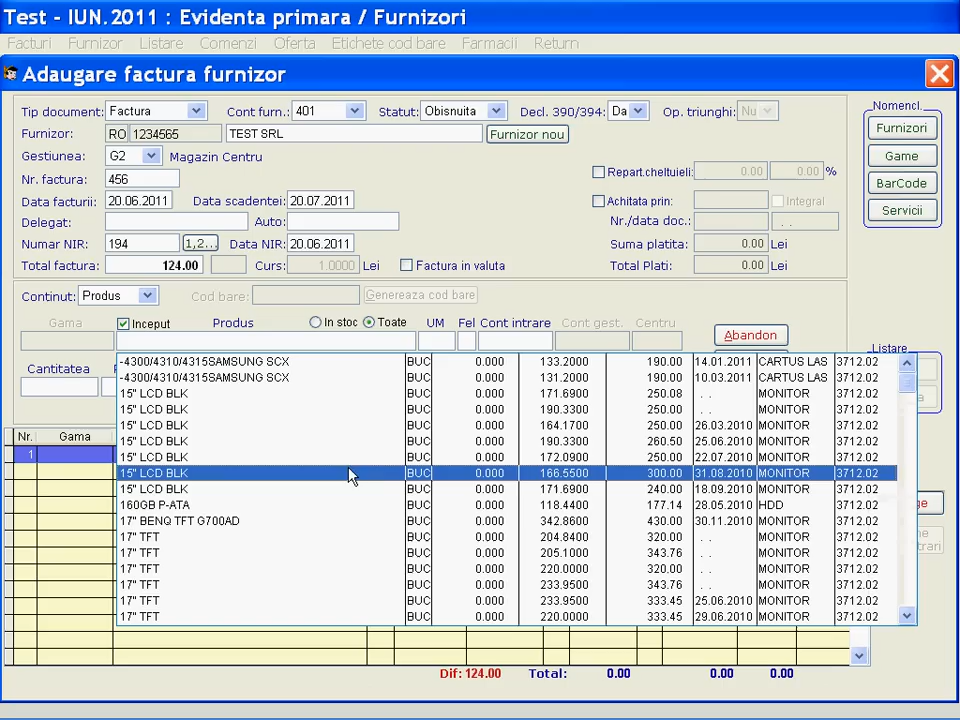 Test - IUN.2011 : Evidenta primara / Furnizori
Facturi Furnizor Listare Comenzi Oferta Etichete cod bare Farmacii Return
Adaugare factura furnizor
Tip document: Factura Cont furn.: 401 Statut: Obisnuita Decl. 390/394: Da Op. triunghi: Nu
Nomencl.
Furnizor: RO 1234565 TEST SRL Furnizor nou
Furnizori
Gestiunea: G2 Magazin Centru
Game
Nr. factura: 456
Repart.cheltuieli: 0.00 0.00 %
BarCode
Data facturii: 20.06.2011 Data scadentei: 20.07.2011
Achitata prin: Integral
Servicii
Delegat: Auto:
Nr./data doc.: . .
Numar NIR: 194 1,2... Data NIR: 20.06.2011
Suma platita: 0.00 Lei
Total factura: 124.00 Curs: 1.0000 Lei Factura in valuta
Total Plati: 0.00 Lei
Continut: Produs Cod bare: Genereaza cod bare
Gama Inceput Produs In stoc Toate UM Fel Cont intrare Cont gest. Centru
Abandon
Listare
-4300/4310/4315SAMSUNG SCX BUC 0.000 133.2000 190.00 14.01.2011 CARTUS LAS 3712.02
Cantitatea
-4300/4310/4315SAMSUNG SCX BUC 0.000 131.2000 190.00 10.03.2011 CARTUS LAS 3712.02
15" LCD BLK BUC 0.000 171.6900 250.08 . . MONITOR 3712.02
15" LCD BLK BUC 0.000 190.3300 250.00 . . MONITOR 3712.02
15" LCD BLK BUC 0.000 164.1700 250.00 26.03.2010 MONITOR 3712.02
Nr. Gama
15" LCD BLK BUC 0.000 190.3300 260.50 25.06.2010 MONITOR 3712.02
1
15" LCD BLK BUC 0.000 172.0900 250.00 22.07.2010 MONITOR 3712.02
15" LCD BLK BUC 0.000 166.5500 300.00 31.08.2010 MONITOR 3712.02
15" LCD BLK BUC 0.000 171.6900 240.00 18.09.2010 MONITOR 3712.02
160GB P-ATA BUC 0.000 118.4400 177.14 28.05.2010 HDD 3712.02
17" BENQ TFT G700AD BUC 0.000 342.8600 430.00 30.11.2010 MONITOR 3712.02
17" TFT BUC 0.000 204.8400 320.00 . . MONITOR 3712.02
17" TFT BUC 0.000 205.1000 343.76 . . MONITOR 3712.02
17" TFT BUC 0.000 220.0000 320.00 . . MONITOR 3712.02
17" TFT BUC 0.000 233.9500 343.76 . . MONITOR 3712.02
17" TFT BUC 0.000 233.9500 333.45 25.06.2010 MONITOR 3712.02
17" TFT BUC 0.000 220.0000 333.45 29.06.2010 MONITOR 3712.02
Dif: 124.00 Total: 0.00 0.00 0.00